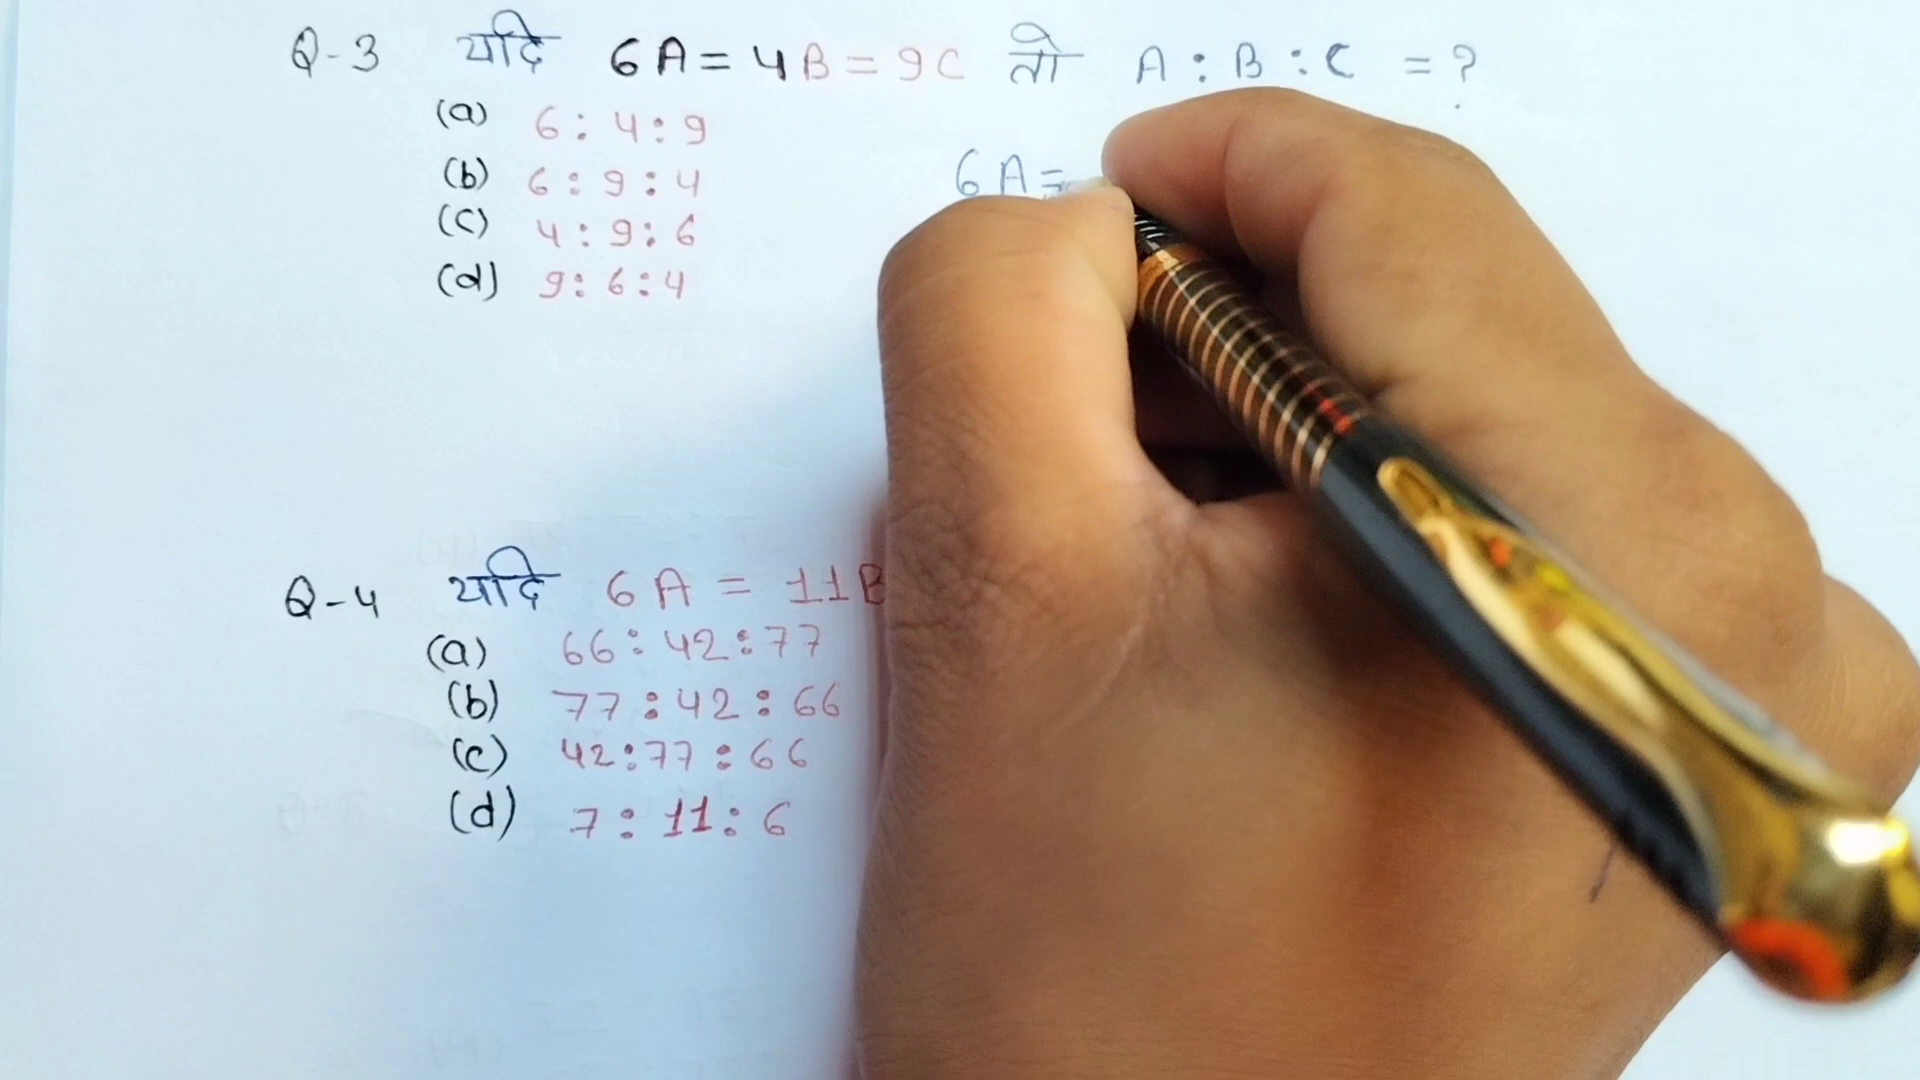 Q-3 यदि 6A = 4B = 9C तो A : B : C = ?
(a) 6 : 4 : 9
(b) 6 : 9 : 4
(c) 4 : 9 : 6
(d) 9 : 6 : 4
6A =
Q-4 यदि 6A = 11B
(a) 66 : 42 : 77
(b) 77 : 42 : 66
(c) 42 : 77 : 66
(d) 7 : 11 : 6